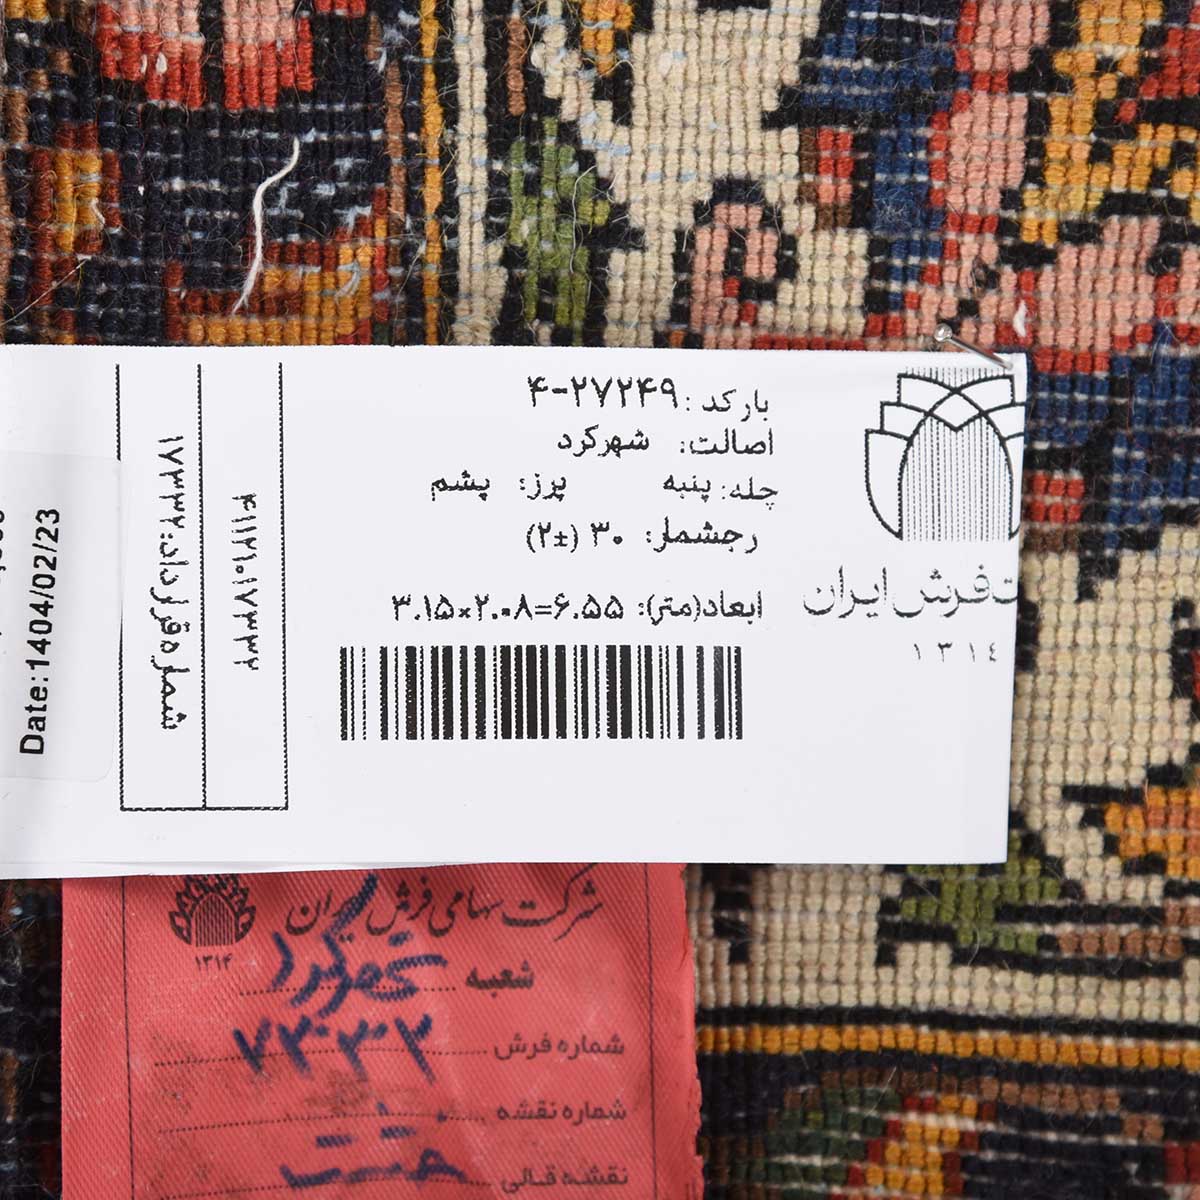 بارکد: ۴-۲۷۲۴۹
اصالت: شهرکرد
چله: پنبه پرز: پشم
رجشمار: ۳۰ (±۲)
ابعاد(متر): ۳.۱۵×۲.۰۸=۶.۵۵
ت فرش ایران
۱۳۱۴
۴۱۱۲۱۰۱۷۳۳۲
شماره قرارداد: ۱۷۳۳۲
Date:1404/02/23
شرکت سهامی فرش ایران
۱۳۱۴
شعبه شهرکرد
شماره فرش
شماره نقشه
نقشه قالی خشت